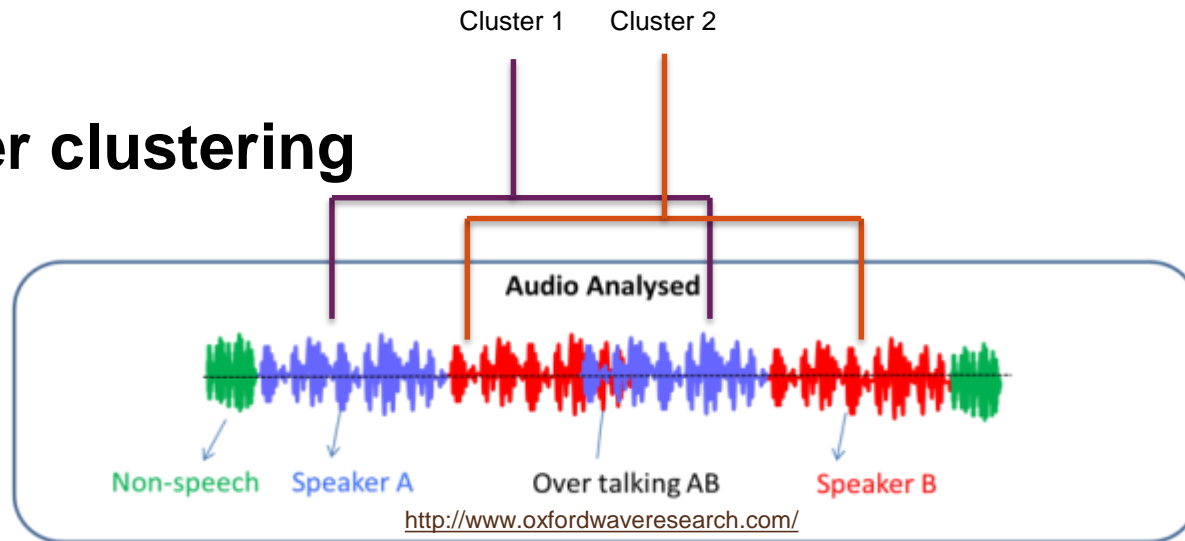 Cluster 1 Cluster 2
er clustering
Audio Analysed
Non-speech Speaker A Over talking AB Speaker B
http://www.oxfordwaveresearch.com/